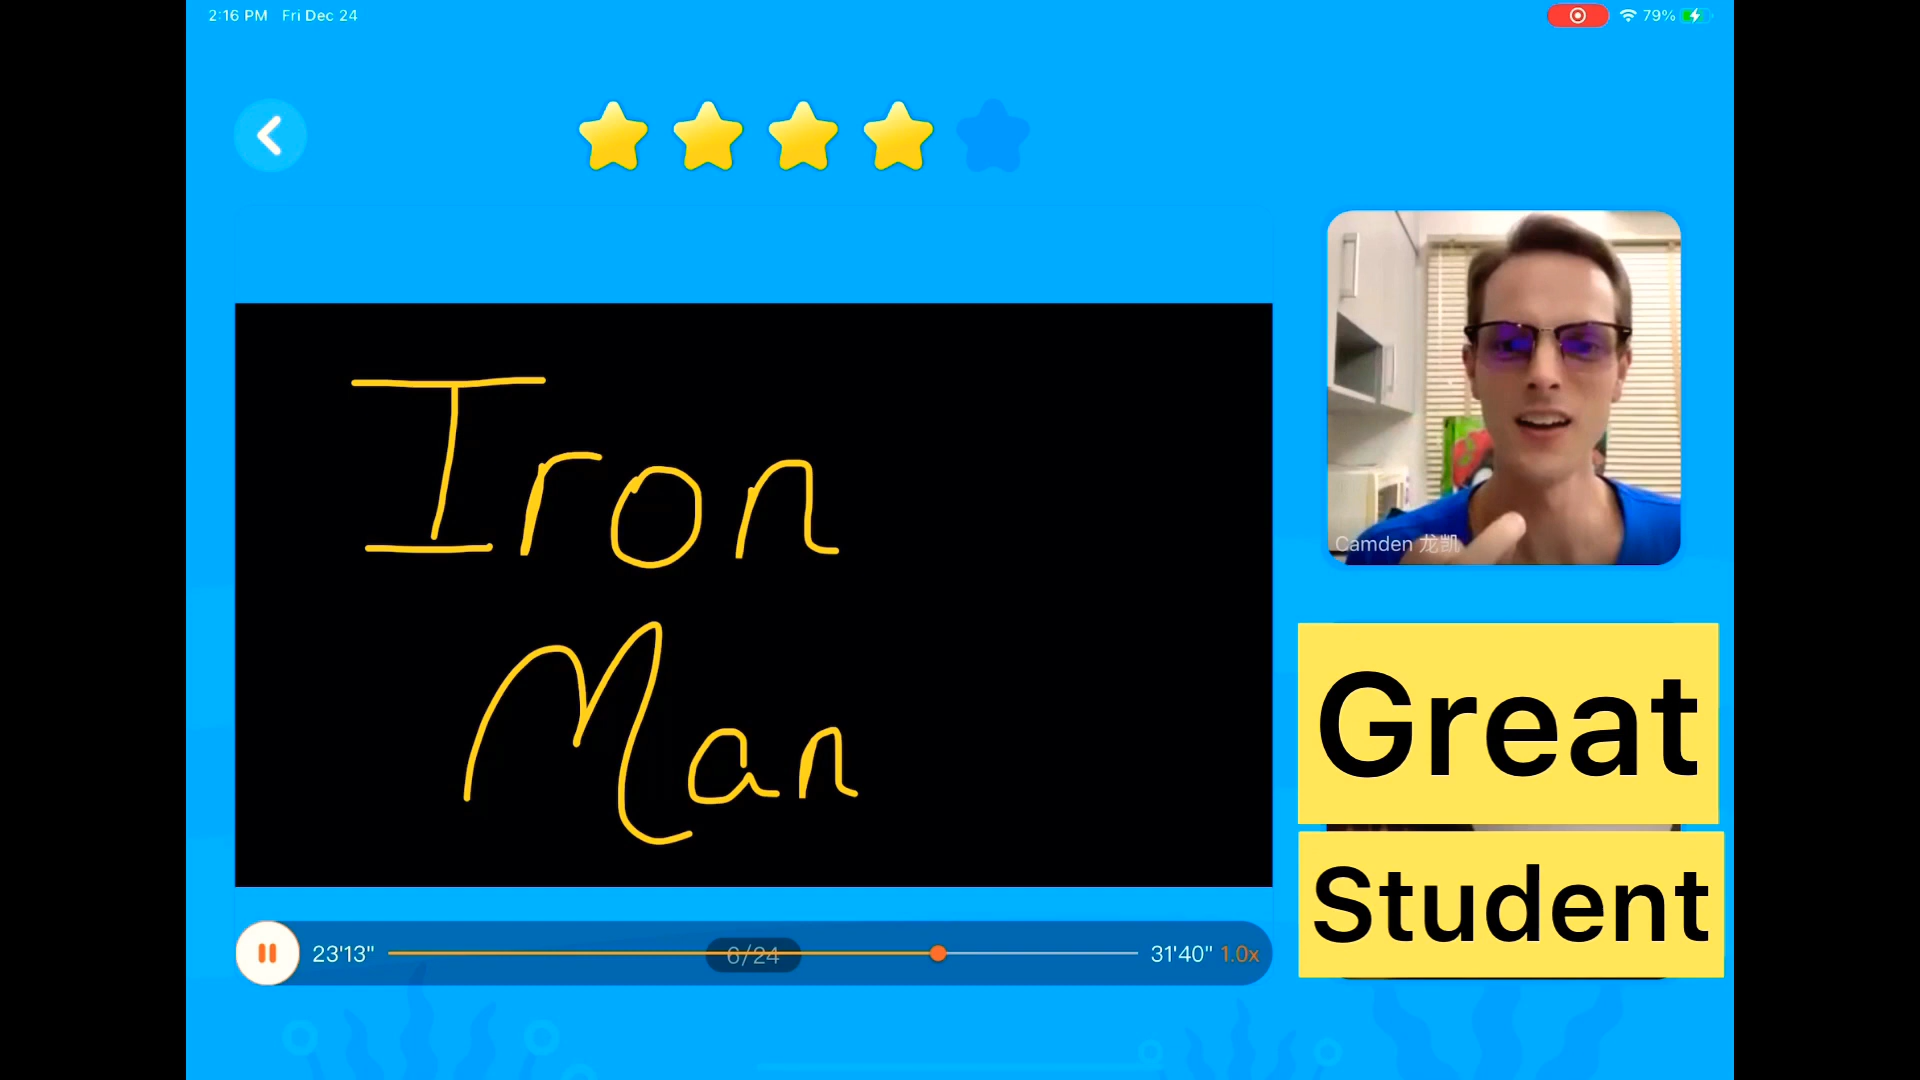 2:16 PM Fri Dec 24
79%
Iron
Man
Camden 龙凯
Great
Student
23'13"
6/24
31'40" 1.0x